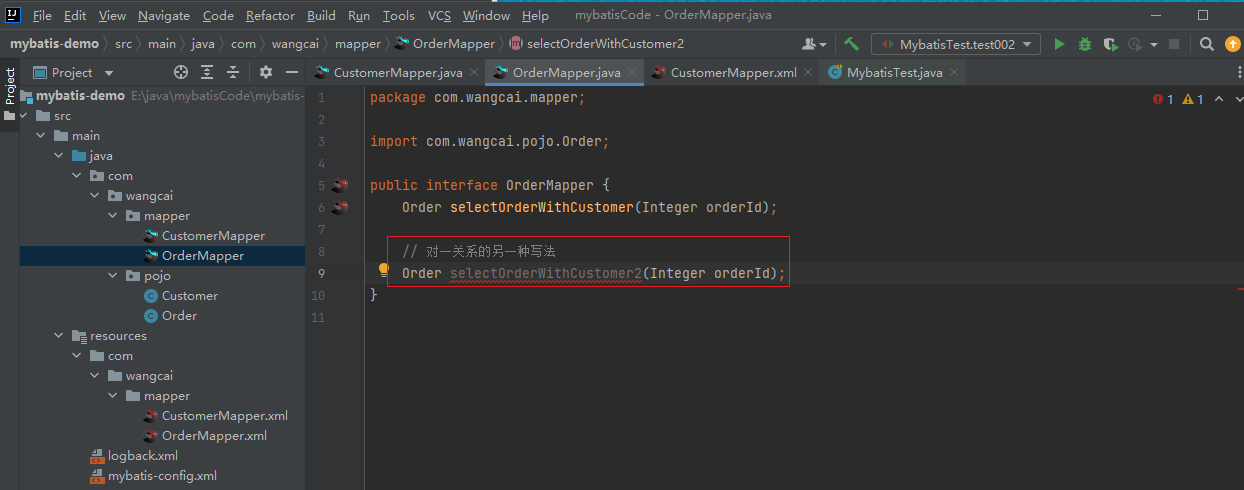 File Edit View Navigate Code Refactor Build Run Tools VCS Window Help mybatisCode - OrderMapper.java
mybatis-demo src main java com wangcai mapper OrderMapper selectOrderWithCustomer2 MybatisTest.test002
Project
Project
CustomerMapper.java OrderMapper.java CustomerMapper.xml MybatisTest.java
mybatis-demo E:\java\mybatisCode\mybatis-
src
main
java
com
wangcai
mapper
CustomerMapper
OrderMapper
pojo
Customer
Order
resources
com
wangcai
mapper
CustomerMapper.xml
OrderMapper.xml
logback.xml
mybatis-config.xml
1 package com.wangcai.mapper;
1 1
2
3 import com.wangcai.pojo.Order;
4
5 public interface OrderMapper {
6 Order selectOrderWithCustomer(Integer orderId);
7
8 // 对一关系的另一种写法
9 Order selectOrderWithCustomer2(Integer orderId);
10 }
11